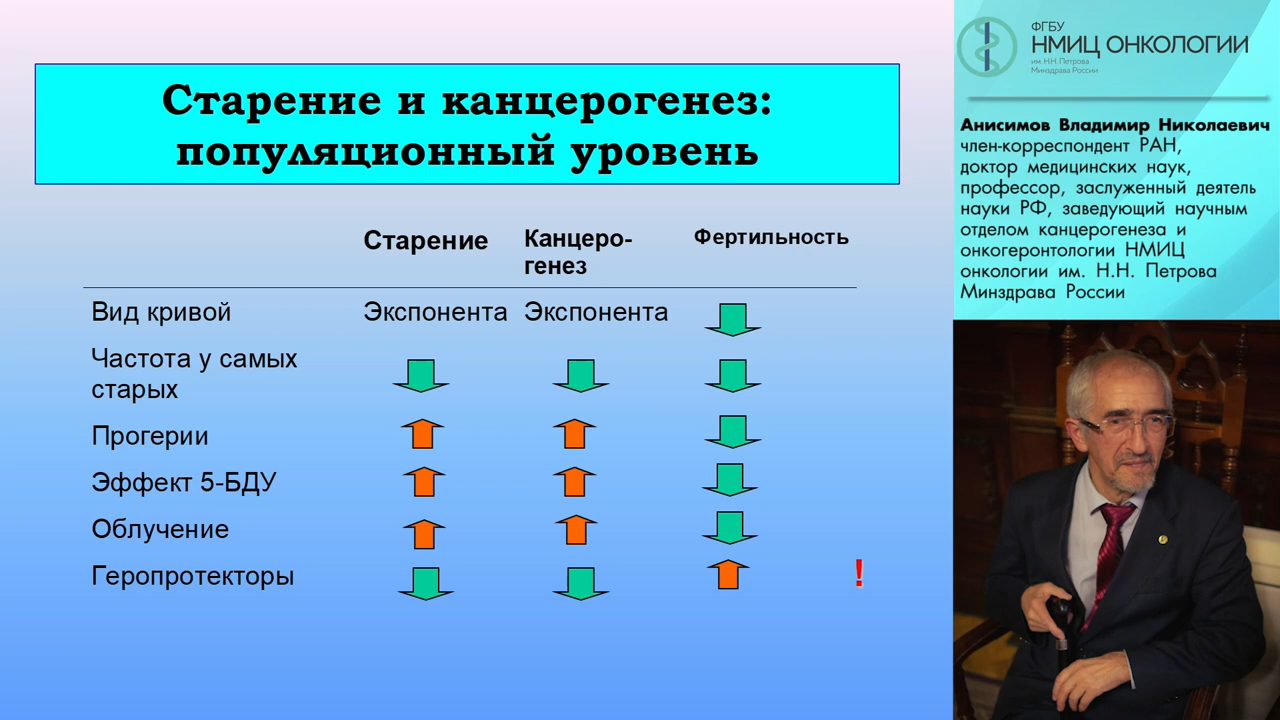 Старение и канцерогенез:
популяционный уровень
Старение
Канцеро-
генез
Фертильность
Вид кривой
Экспонента
Экспонента
Частота у самых
старых
Прогерии
Эффект 5-БДУ
Облучение
Геропротекторы
!
ФГБУ
НМИЦ ОНКОЛОГИИ
им. Н.Н. Петрова
Минздрава России
Анисимов Владимир Николаевич
член-корреспондент РАН,
доктор медицинских наук,
профессор, заслуженный деятель
науки РФ, заведующий научным
отделом канцерогенеза и
онкогеронтологии НМИЦ
онкологии им. Н.Н. Петрова
Минздрава России